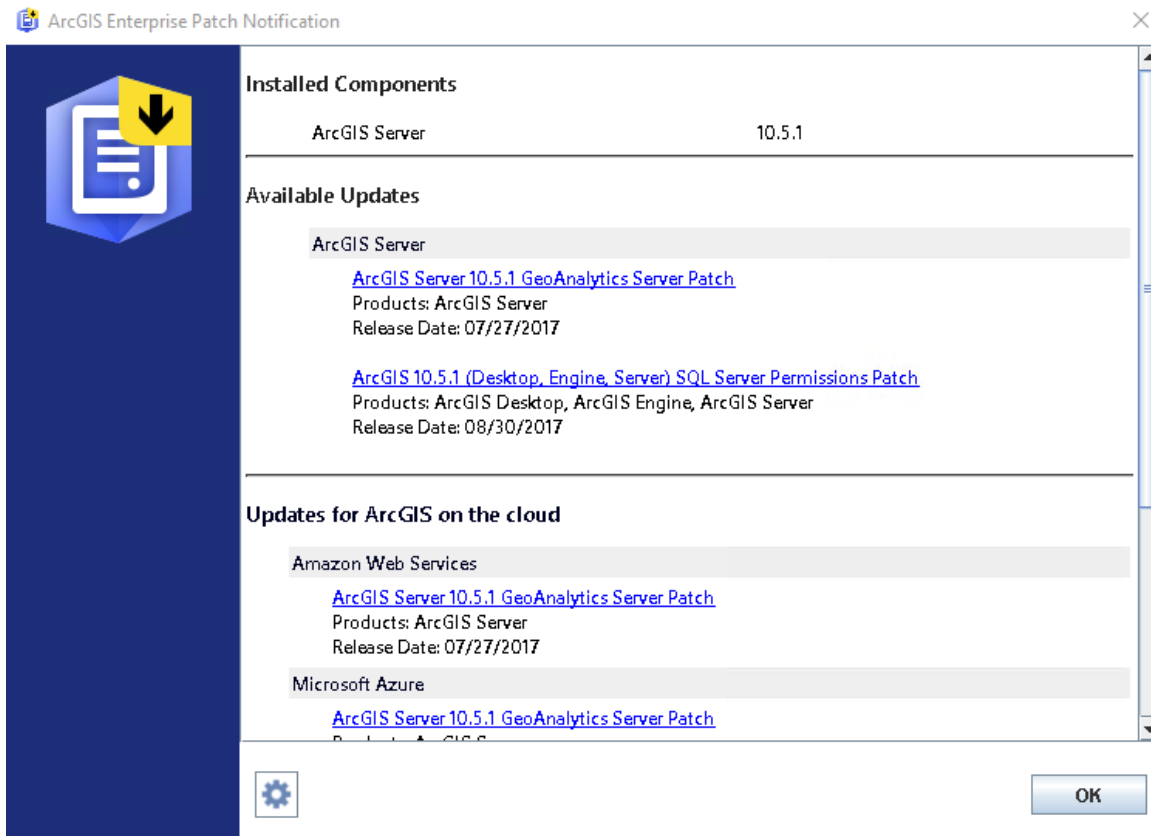 ArcGIS Enterprise Patch Notification
Installed Components
ArcGIS Server 10.5.1
Available Updates
ArcGIS Server
ArcGIS Server 10.5.1 GeoAnalytics Server Patch
Products: ArcGIS Server
Release Date: 07/27/2017
ArcGIS 10.5.1 (Desktop, Engine, Server) SQL Server Permissions Patch
Products: ArcGIS Desktop, ArcGIS Engine, ArcGIS Server
Release Date: 08/30/2017
Updates for ArcGIS on the cloud
Amazon Web Services
ArcGIS Server 10.5.1 GeoAnalytics Server Patch
Products: ArcGIS Server
Release Date: 07/27/2017
Microsoft Azure
ArcGIS Server 10.5.1 GeoAnalytics Server Patch
OK